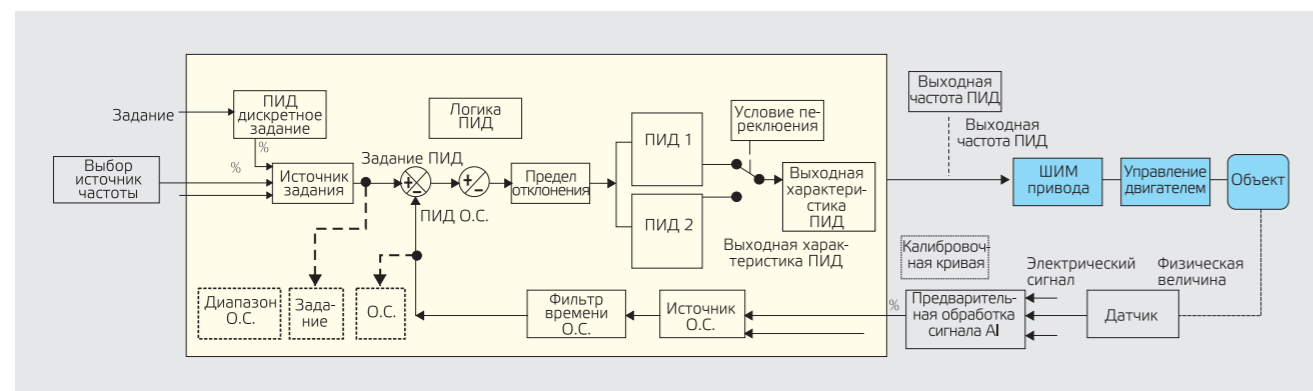 Выходная
частота ПИД
ПИД
дискретное
задание
Логика
ПИД
Условие пе-
реклюения
Задание
Выходная
частота ПИД
%
Задание ПИД
ПИД 1
Выбор
источник
частоты
%
Источник
задания
Предел
отклонения
Выходная
характери-
стика
ПИД
ШИМ
привода
Управление
двигателем
Объект
ПИД О.С.
ПИД 2
Выходная харак-
теристика ПИД
Калибровоч-
ная кривая
Электрический
сигнал
Физическая
величина
Диапазон
О.С.
Зада-
ние
О.С.
Фильтр
времени
О.С.
Источник
О.С.
%
Предваритель-
ная обработка
сигнала AI
Датчик